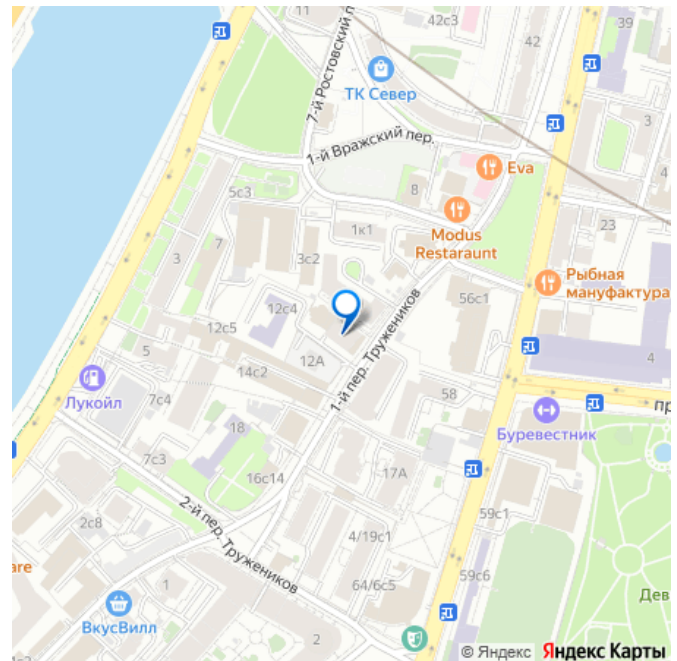 11
42с3
42
39
7-й Ростовский п
ТК Север
3
1-й Вражский пер.
8
Eva
5с3
1к1
Modus
Restaraunt
23
7
3с2
3
Рыбная
мануфактура
56с1
12с4
12с5
4
5
12А
14с2
1-й пер. Тружеников
58
Лукойл
7с4
пр
Буревестник
18
7с3
16с14
17А
2-й пер. Тружеников
2с8
59с1
4/19с1
are
1
64/6с5
59с6
Дев
ВкусВилл
2
© Яндекс Яндекс Карты